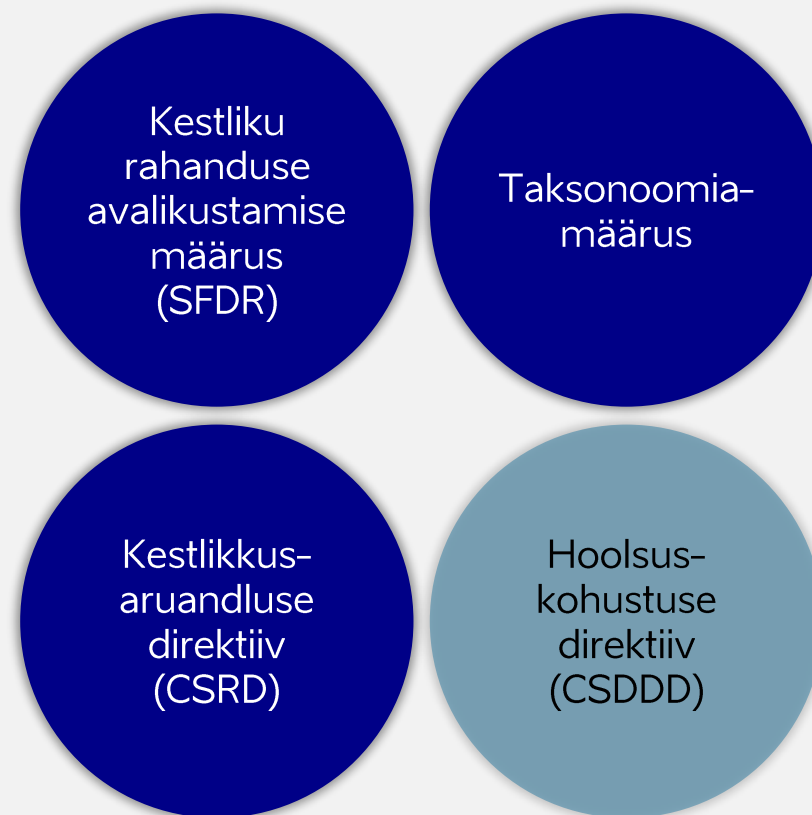 Kestliku
rahanduse
avalikustamise
määrus
(SFDR)
Taksonoomia-
määrus
Kestlikkus-
aruandluse
direktiiv
(CSRD)
Hoolsus-
kohustuse
direktiiv
(CSDDD)